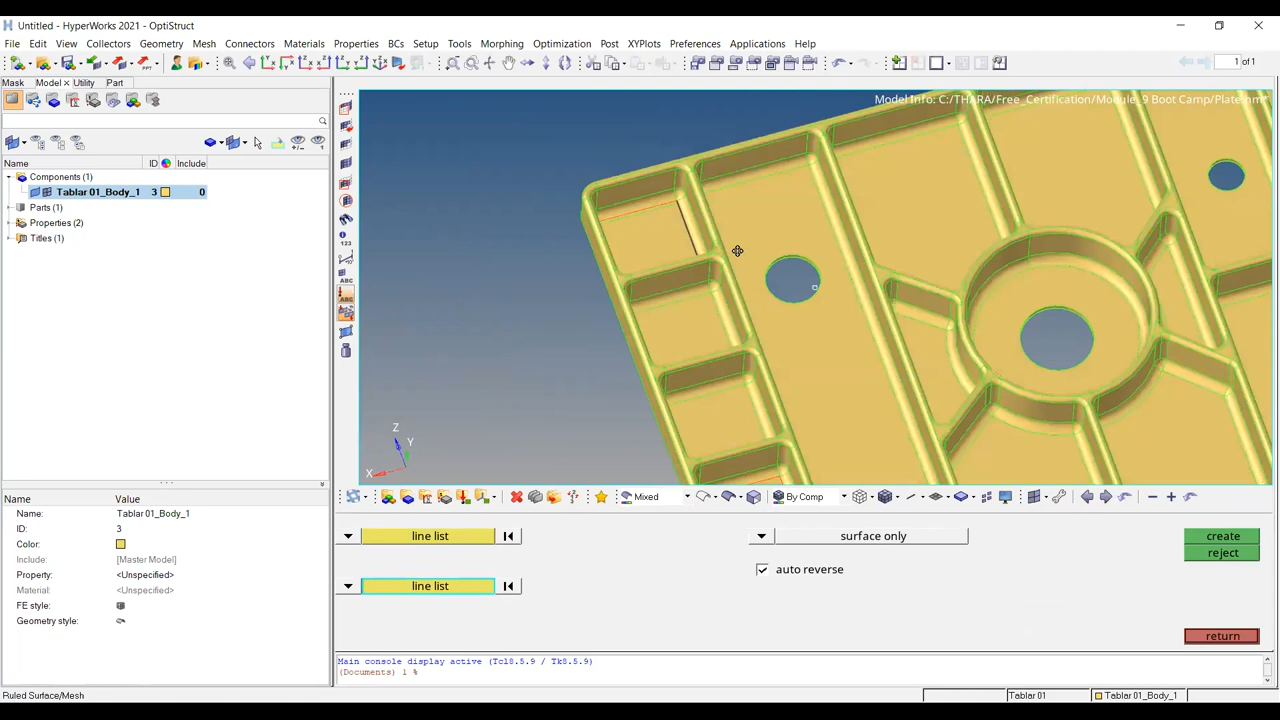 Untitled - HyperWorks 2021 - OptiStruct
File Edit View Collectors Geometry Mesh Connectors Materials Properties BCs Setup Tools Morphing Optimization Post XYPlots Preferences Applications Help
1 of 1
Mask Model Utility Part
Model Info: C:/THARA/Free_Certification/Module_9 Boot Camp/Plate.hm*
Name ID Include
Components (1)
Tablar 01_Body_1 3 0
Parts (1)
Properties (2)
Titles (1)
123
ABC
ABC
Z
Y
X
Mixed By Comp
Name Value
Name: Tablar 01_Body_1
ID: 3
Color:
Include: [Master Model]
Property: <Unspecified>
Material: <Unspecified>
FE style:
Geometry style:
line list surface only create
reject
auto reverse
line list
return
Main console display active (Tcl8.5.9 / Tk8.5.9)
(Documents) 1 %
Ruled Surface/Mesh Tablar 01 Tablar 01_Body_1